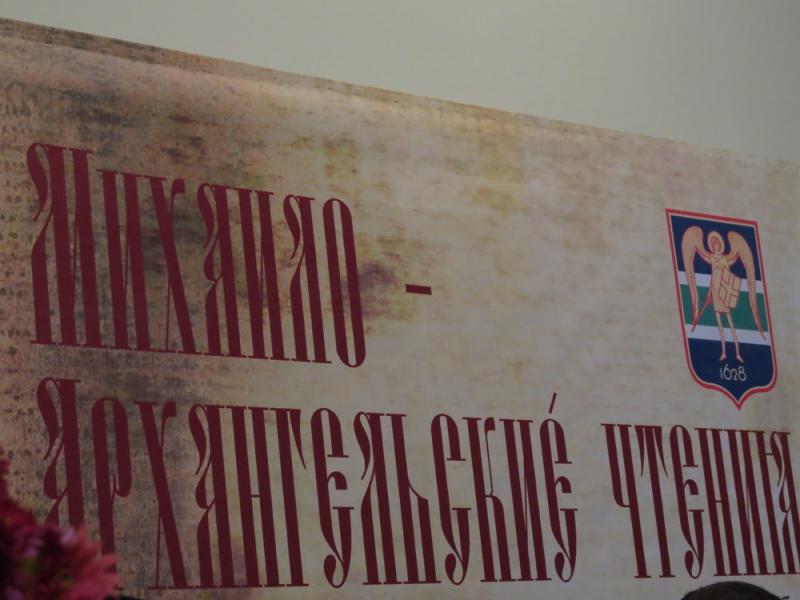 Михаило -
1628
Архангельские чтения